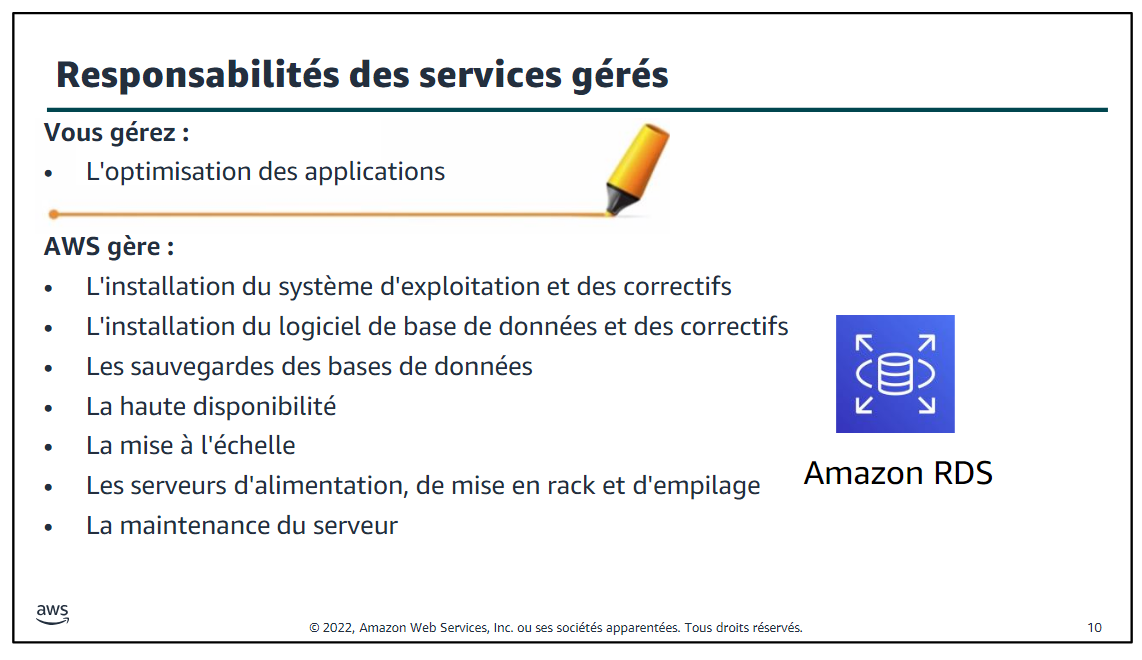 Responsabilités des services gérés
Vous gérez :
• L'optimisation des applications
AWS gère :
• L'installation du système d'exploitation et des correctifs
• L'installation du logiciel de base de données et des correctifs
• Les sauvegardes des bases de données
• La haute disponibilité
• La mise à l'échelle
• Les serveurs d'alimentation, de mise en rack et d'empilage
• La maintenance du serveur
Amazon RDS
aws
© 2022, Amazon Web Services, Inc. ou ses sociétés apparentées. Tous droits réservés.
10